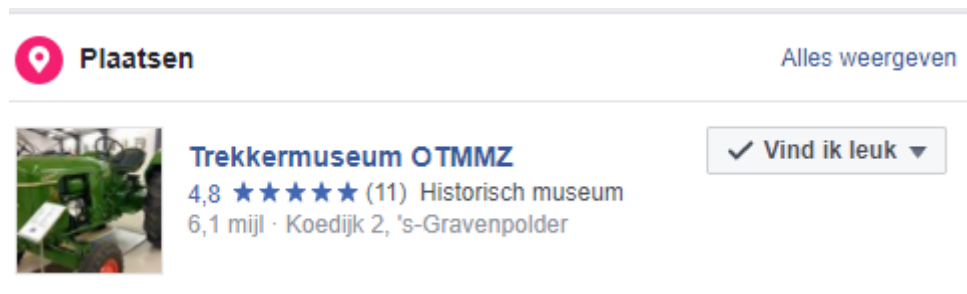 Plaatsen
Alles weergeven
Trekkermuseum OTMMZ
Vind ik leuk
4,8 ★★★★★ (11) Historisch museum
6,1 mijl · Koedijk 2, 's-Gravenpolder